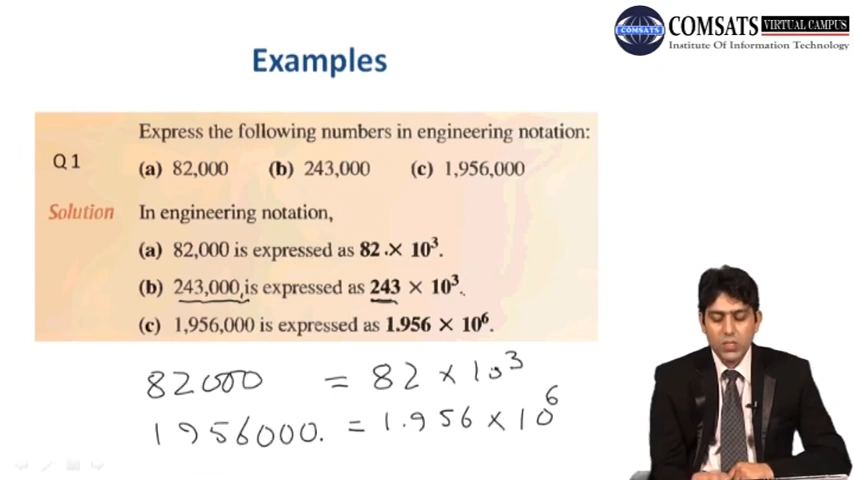 COMSATS VIRTUAL CAMPUS
COMSATS
Institute Of Information Technology
Examples
Express the following numbers in engineering notation:
Q1
(a) 82,000 (b) 243,000 (c) 1,956,000
Solution In engineering notation,
(a) 82,000 is expressed as 82 × 10³.
(b) 243,000 is expressed as 243 × 10³.
(c) 1,956,000 is expressed as 1.956 × 10⁶.
82000 = 82 × 10³
1956000. = 1.956 × 10⁶